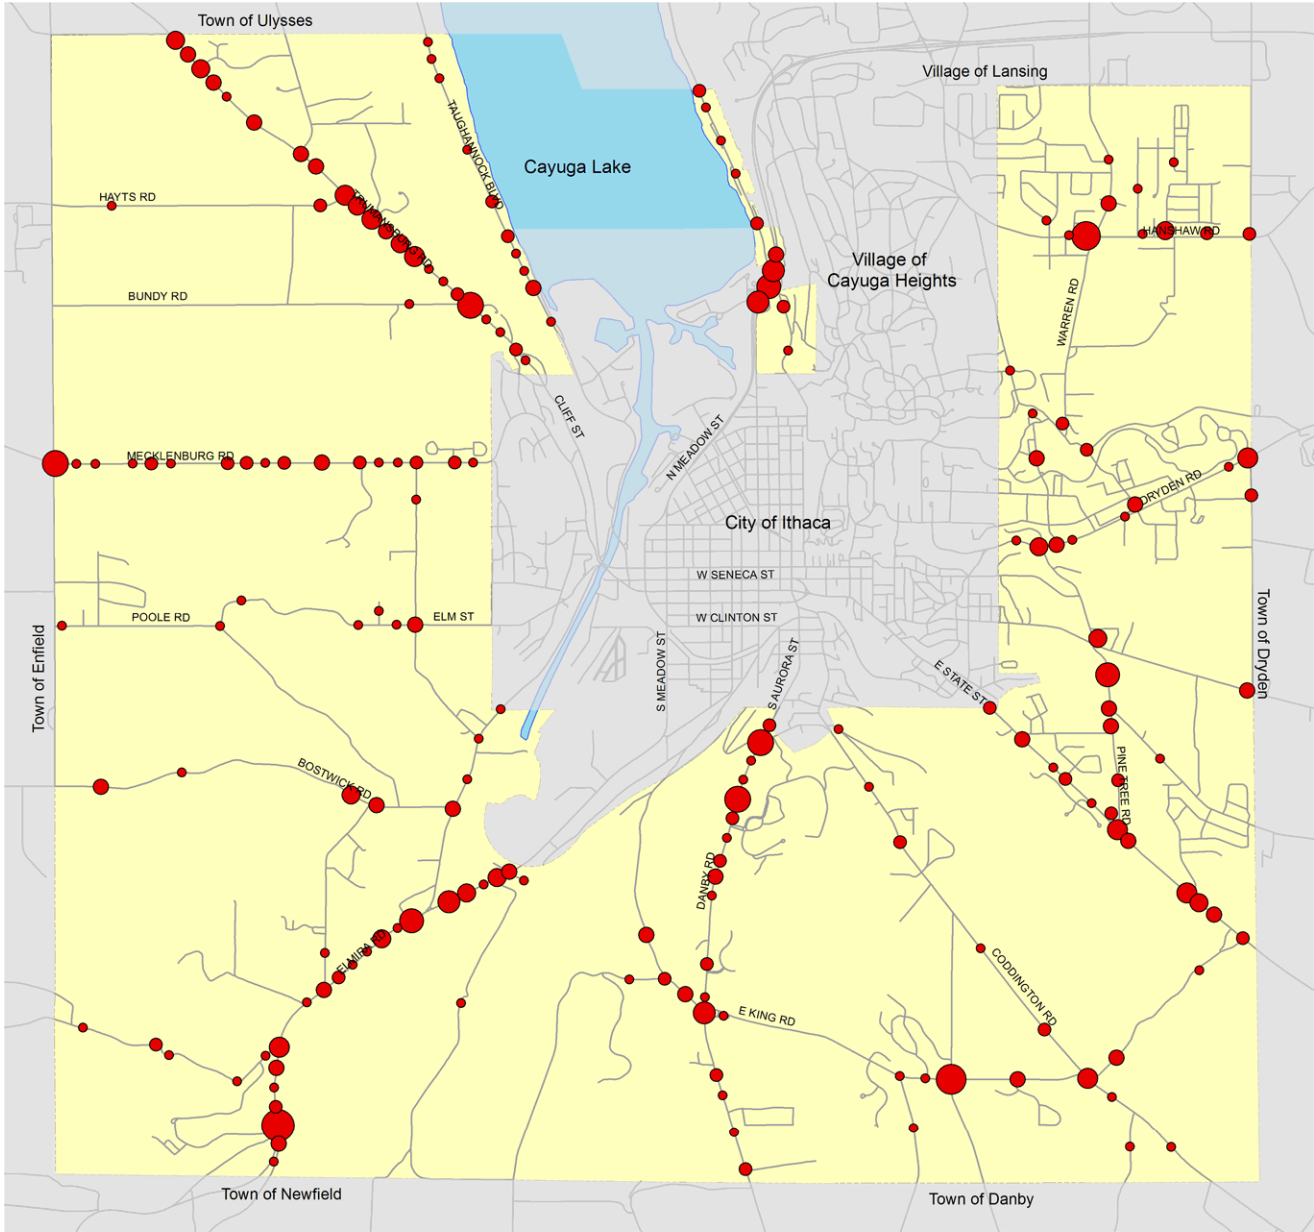 Town of Ulysses
Village of Lansing
TAUGHANNOCK BLVD
Cayuga Lake
HAYTS RD
TRUMANSBURG RD
HANSHAW RD
Village of
Cayuga Heights
BUNDY RD
WARREN RD
CLIFF ST
N MEADOW ST
MECKLENBURG RD
DRYDEN RD
City of Ithaca
W SENECA ST
POOLE RD
ELM ST
W CLINTON ST
Town of Enfield
S MEADOW ST
S AURORA ST
E STATE ST
Town of Dryden
BOSTWICK RD
PINE TREE RD
DANBY RD
ELMIRA RD
CODDINGTON RD
E KING RD
Town of Newfield
Town of Danby